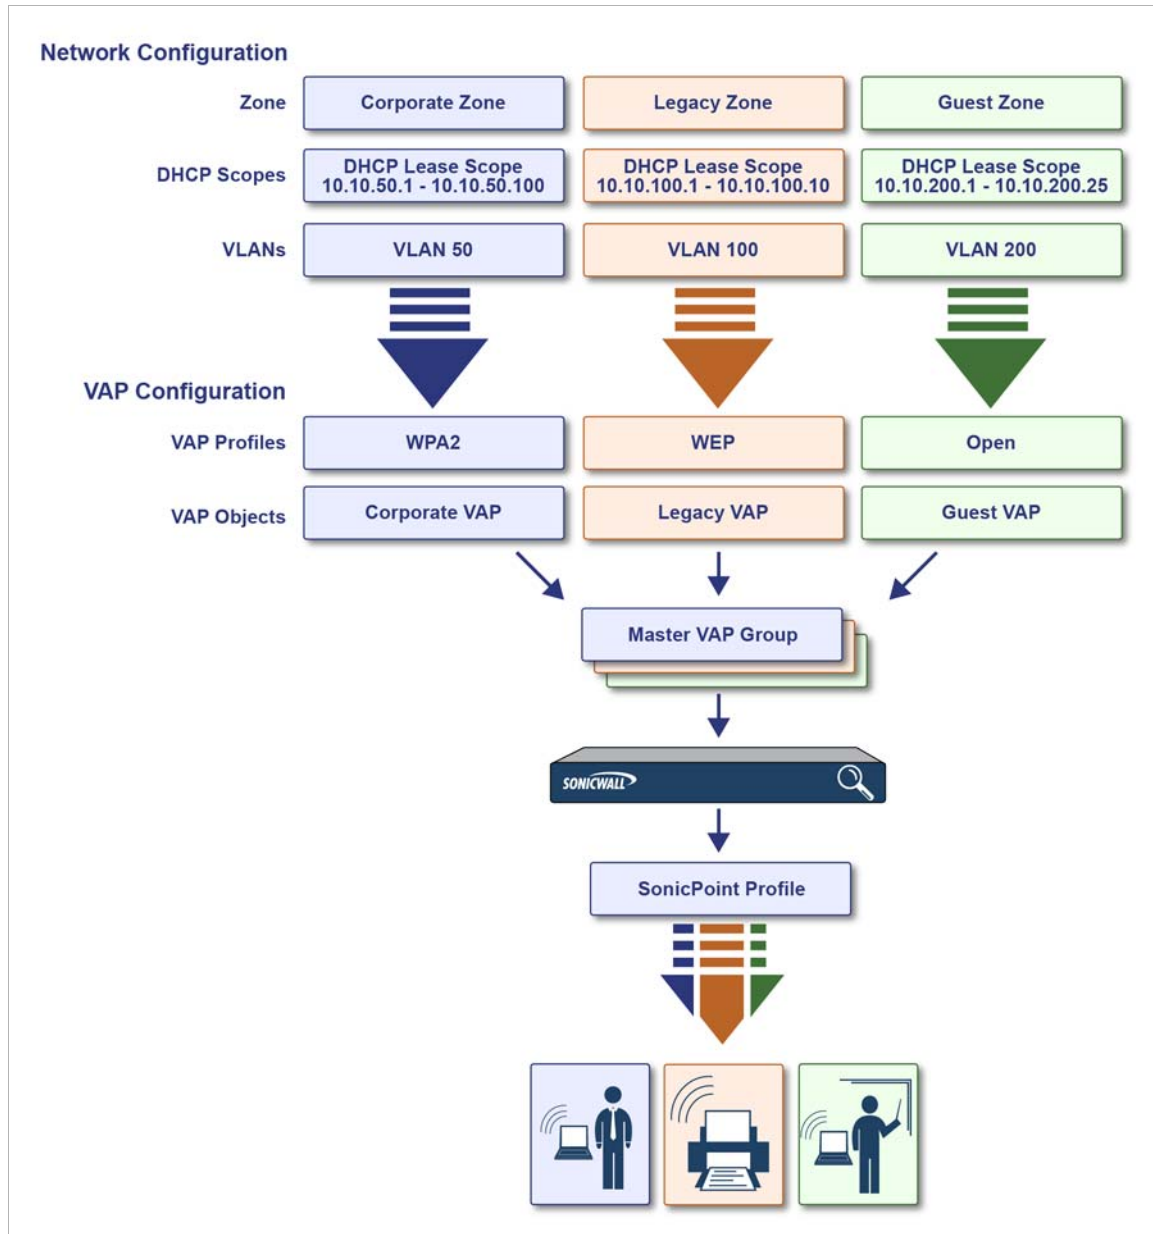 Network Configuration
Zone
Corporate Zone
Legacy Zone
Guest Zone
DHCP Scopes
DHCP Lease Scope
10.10.50.1 - 10.10.50.100
DHCP Lease Scope
10.10.100.1 - 10.10.100.10
DHCP Lease Scope
10.10.200.1 - 10.10.200.25
VLANs
VLAN 50
VLAN 100
VLAN 200
VAP Configuration
VAP Profiles
WPA2
WEP
Open
VAP Objects
Corporate VAP
Legacy VAP
Guest VAP
Master VAP Group
SONICWALL
SonicPoint Profile